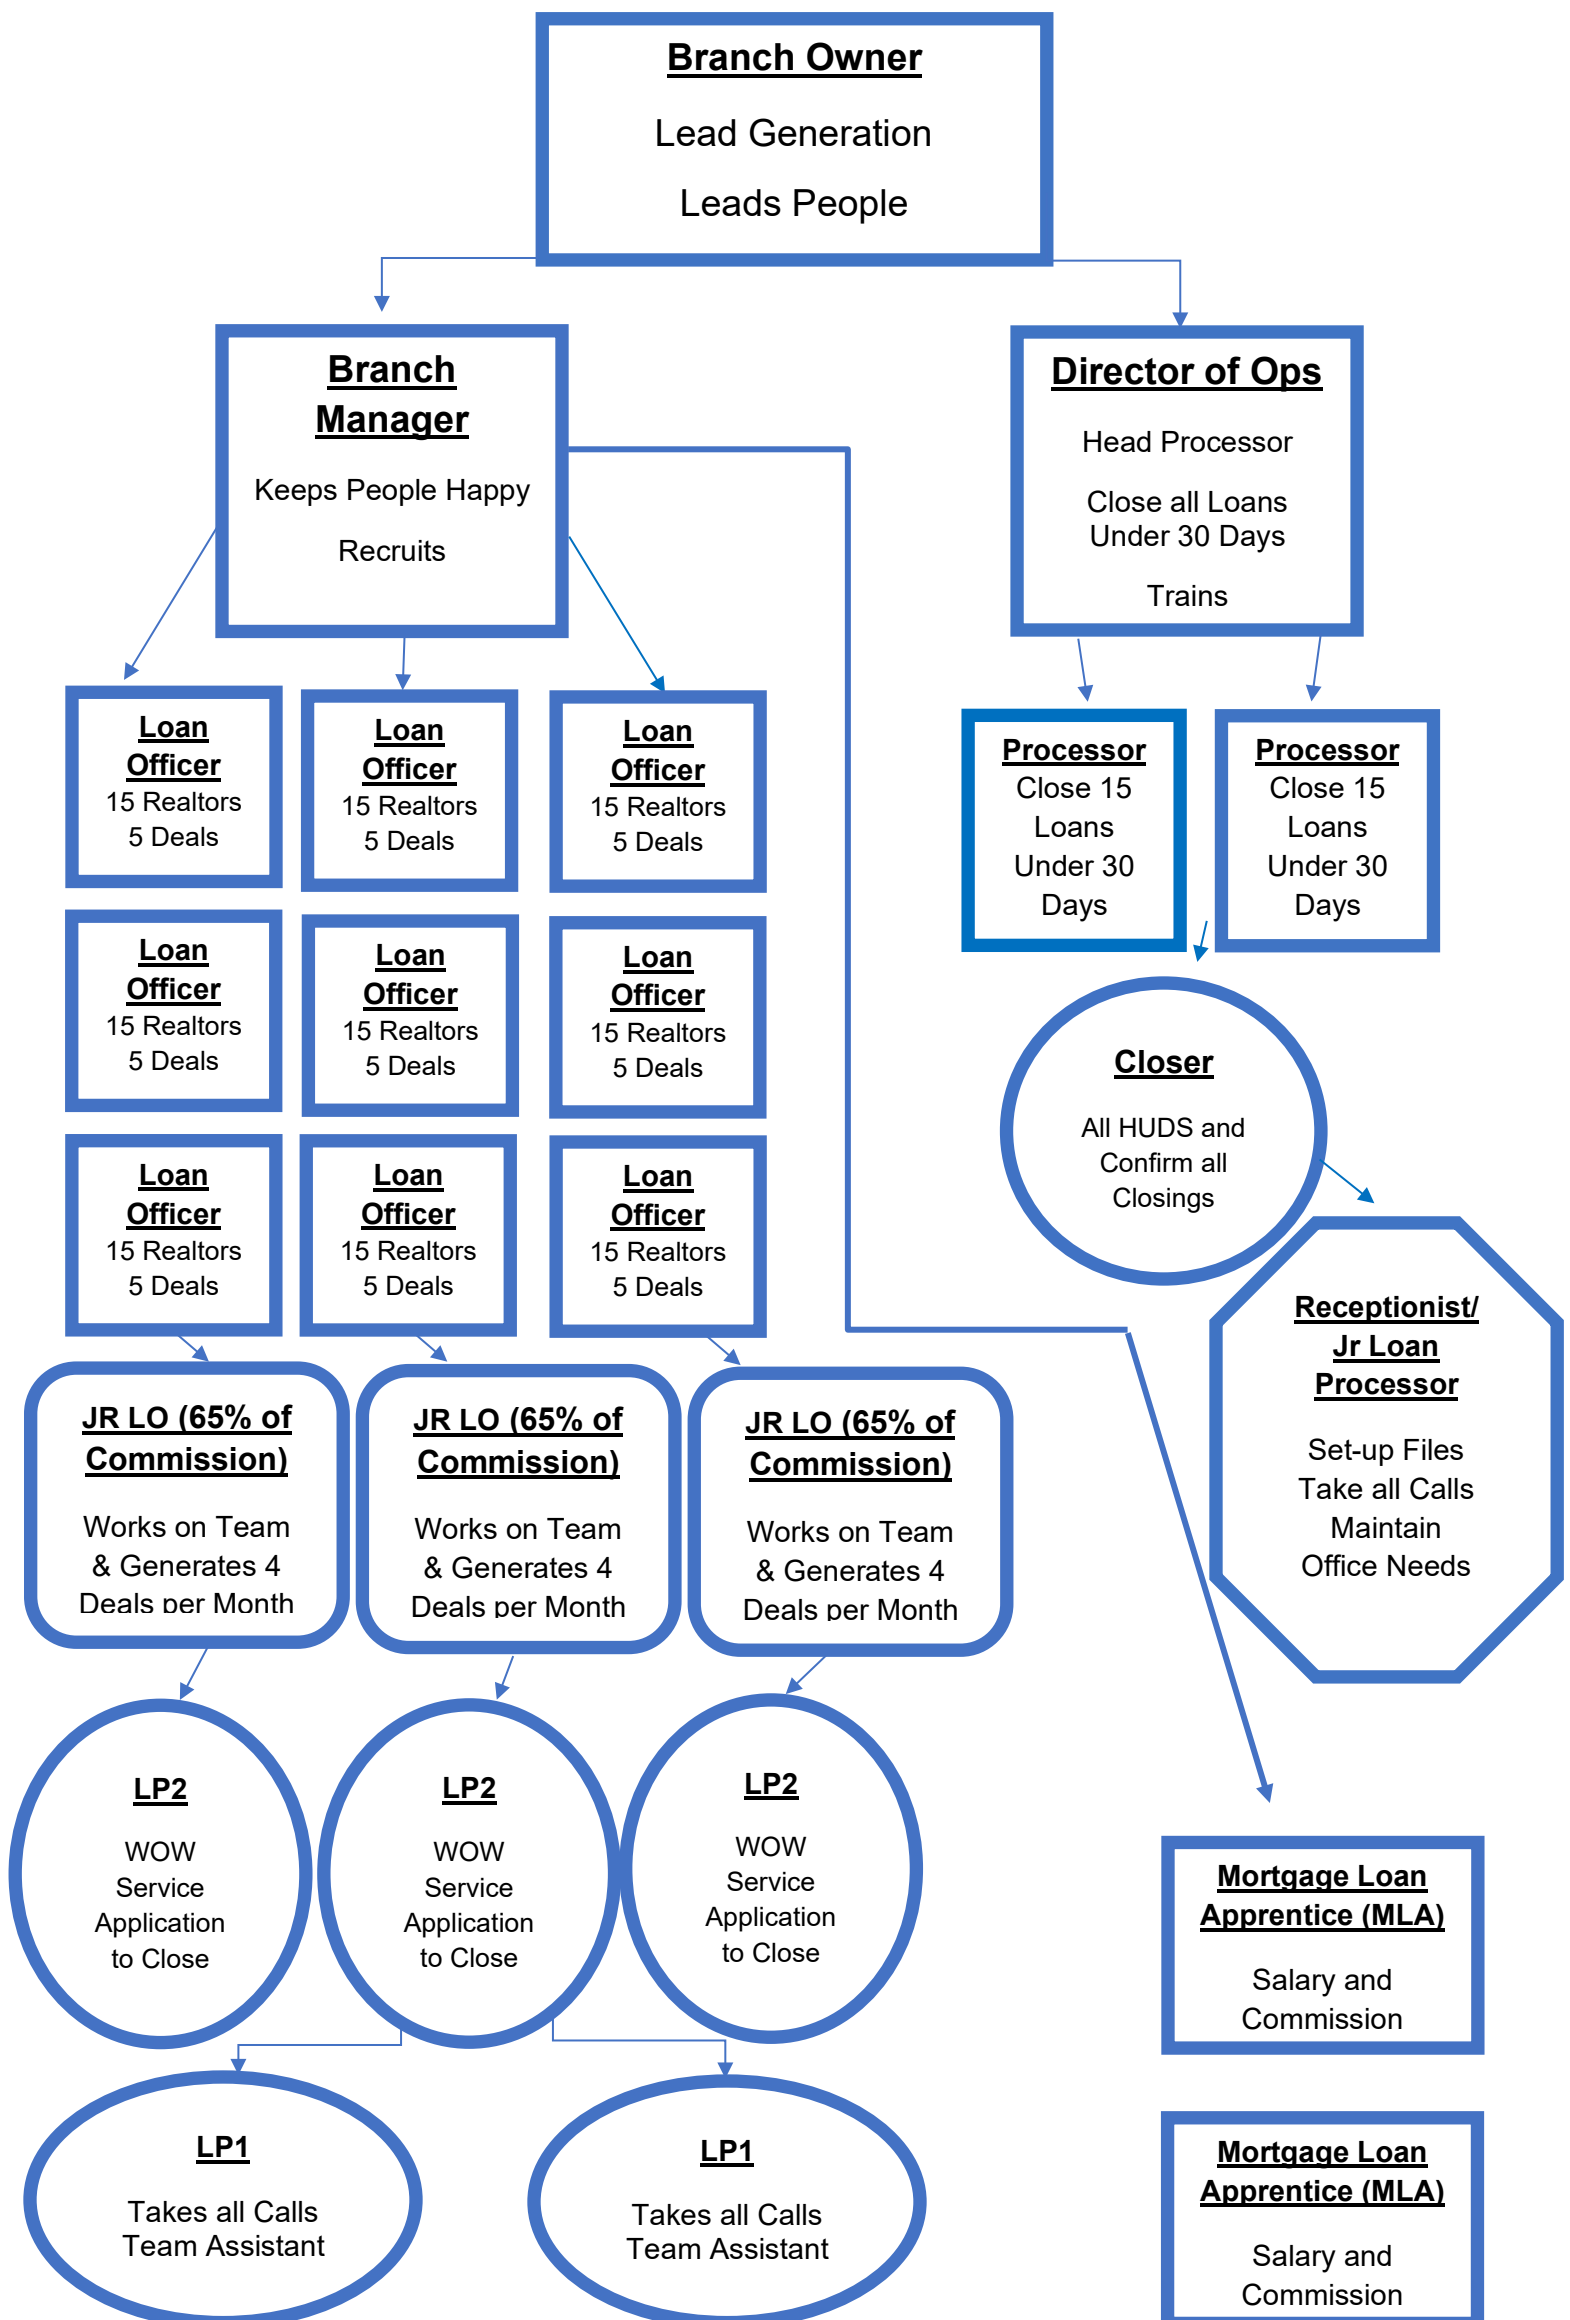 Branch Owner
Lead Generation
Leads People
Branch
Manager
Keeps People Happy
Recruits
Director of Ops
Head Processor
Close all Loans
Under 30 Days
Trains
Loan
Officer
15 Realtors
5 Deals
Loan
Officer
15 Realtors
5 Deals
Loan
Officer
15 Realtors
5 Deals
Processor
Close 15
Loans
Under 30
Days
Processor
Close 15
Loans
Under 30
Days
Loan
Officer
15 Realtors
5 Deals
Loan
Officer
15 Realtors
5 Deals
Loan
Officer
15 Realtors
5 Deals
Closer
All HUDS and
Confirm all
Closings
Loan
Officer
15 Realtors
5 Deals
Loan
Officer
15 Realtors
5 Deals
Loan
Officer
15 Realtors
5 Deals
Receptionist/
Jr Loan
Processor
Set-up Files
Take all Calls
Maintain
Office Needs
JR LO (65% of
Commission)
Works on Team
& Generates 4
Deals per Month
JR LO (65% of
Commission)
Works on Team
& Generates 4
Deals per Month
JR LO (65% of
Commission)
Works on Team
& Generates 4
Deals per Month
LP2
WOW
Service
Application
to Close
LP2
WOW
Service
Application
to Close
LP2
WOW
Service
Application
to Close
Mortgage Loan
Apprentice (MLA)
Salary and
Commission
LP1
Takes all Calls
Team Assistant
LP1
Takes all Calls
Team Assistant
Mortgage Loan
Apprentice (MLA)
Salary and
Commission